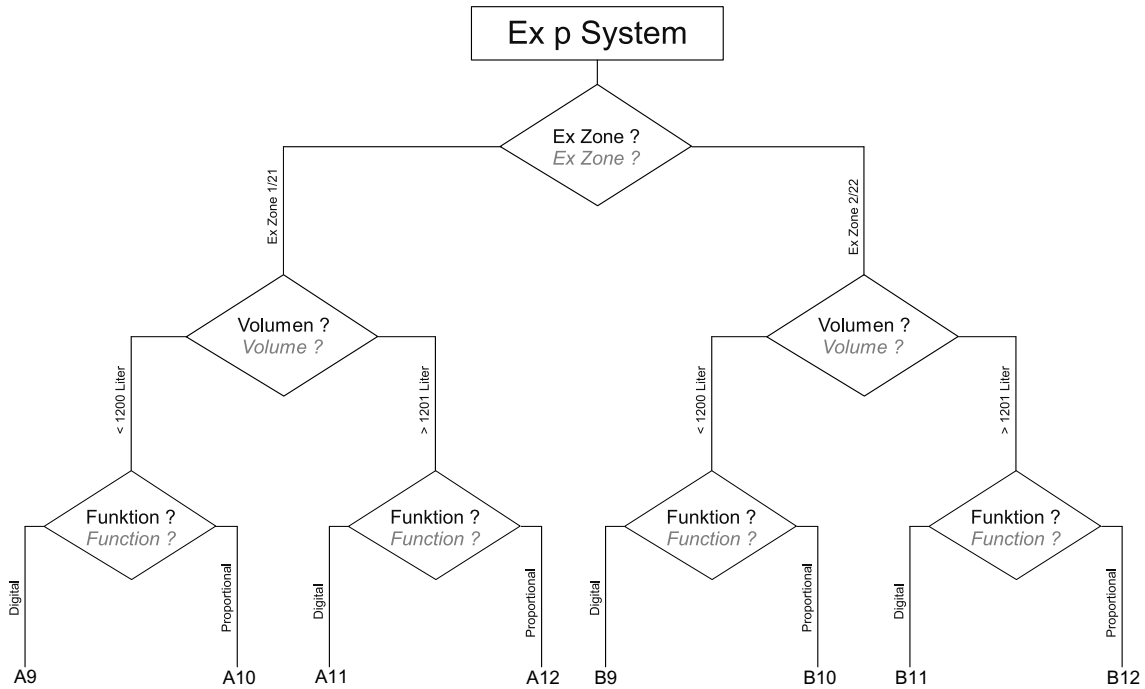 Ex p System
Ex Zone ?
Ex Zone ?
Ex Zone 1/21
Ex Zone 2/22
Volumen ?
Volume ?
Volumen ?
Volume ?
< 1200 Liter
> 1201 Liter
< 1200 Liter
> 1201 Liter
Funktion ?
Function ?
Funktion ?
Function ?
Funktion ?
Function ?
Funktion ?
Function ?
Digital
Proportional
Digital
Proportional
Digital
Proportional
Digital
Proportional
A9
A10
A11
A12
B9
B10
B11
B12